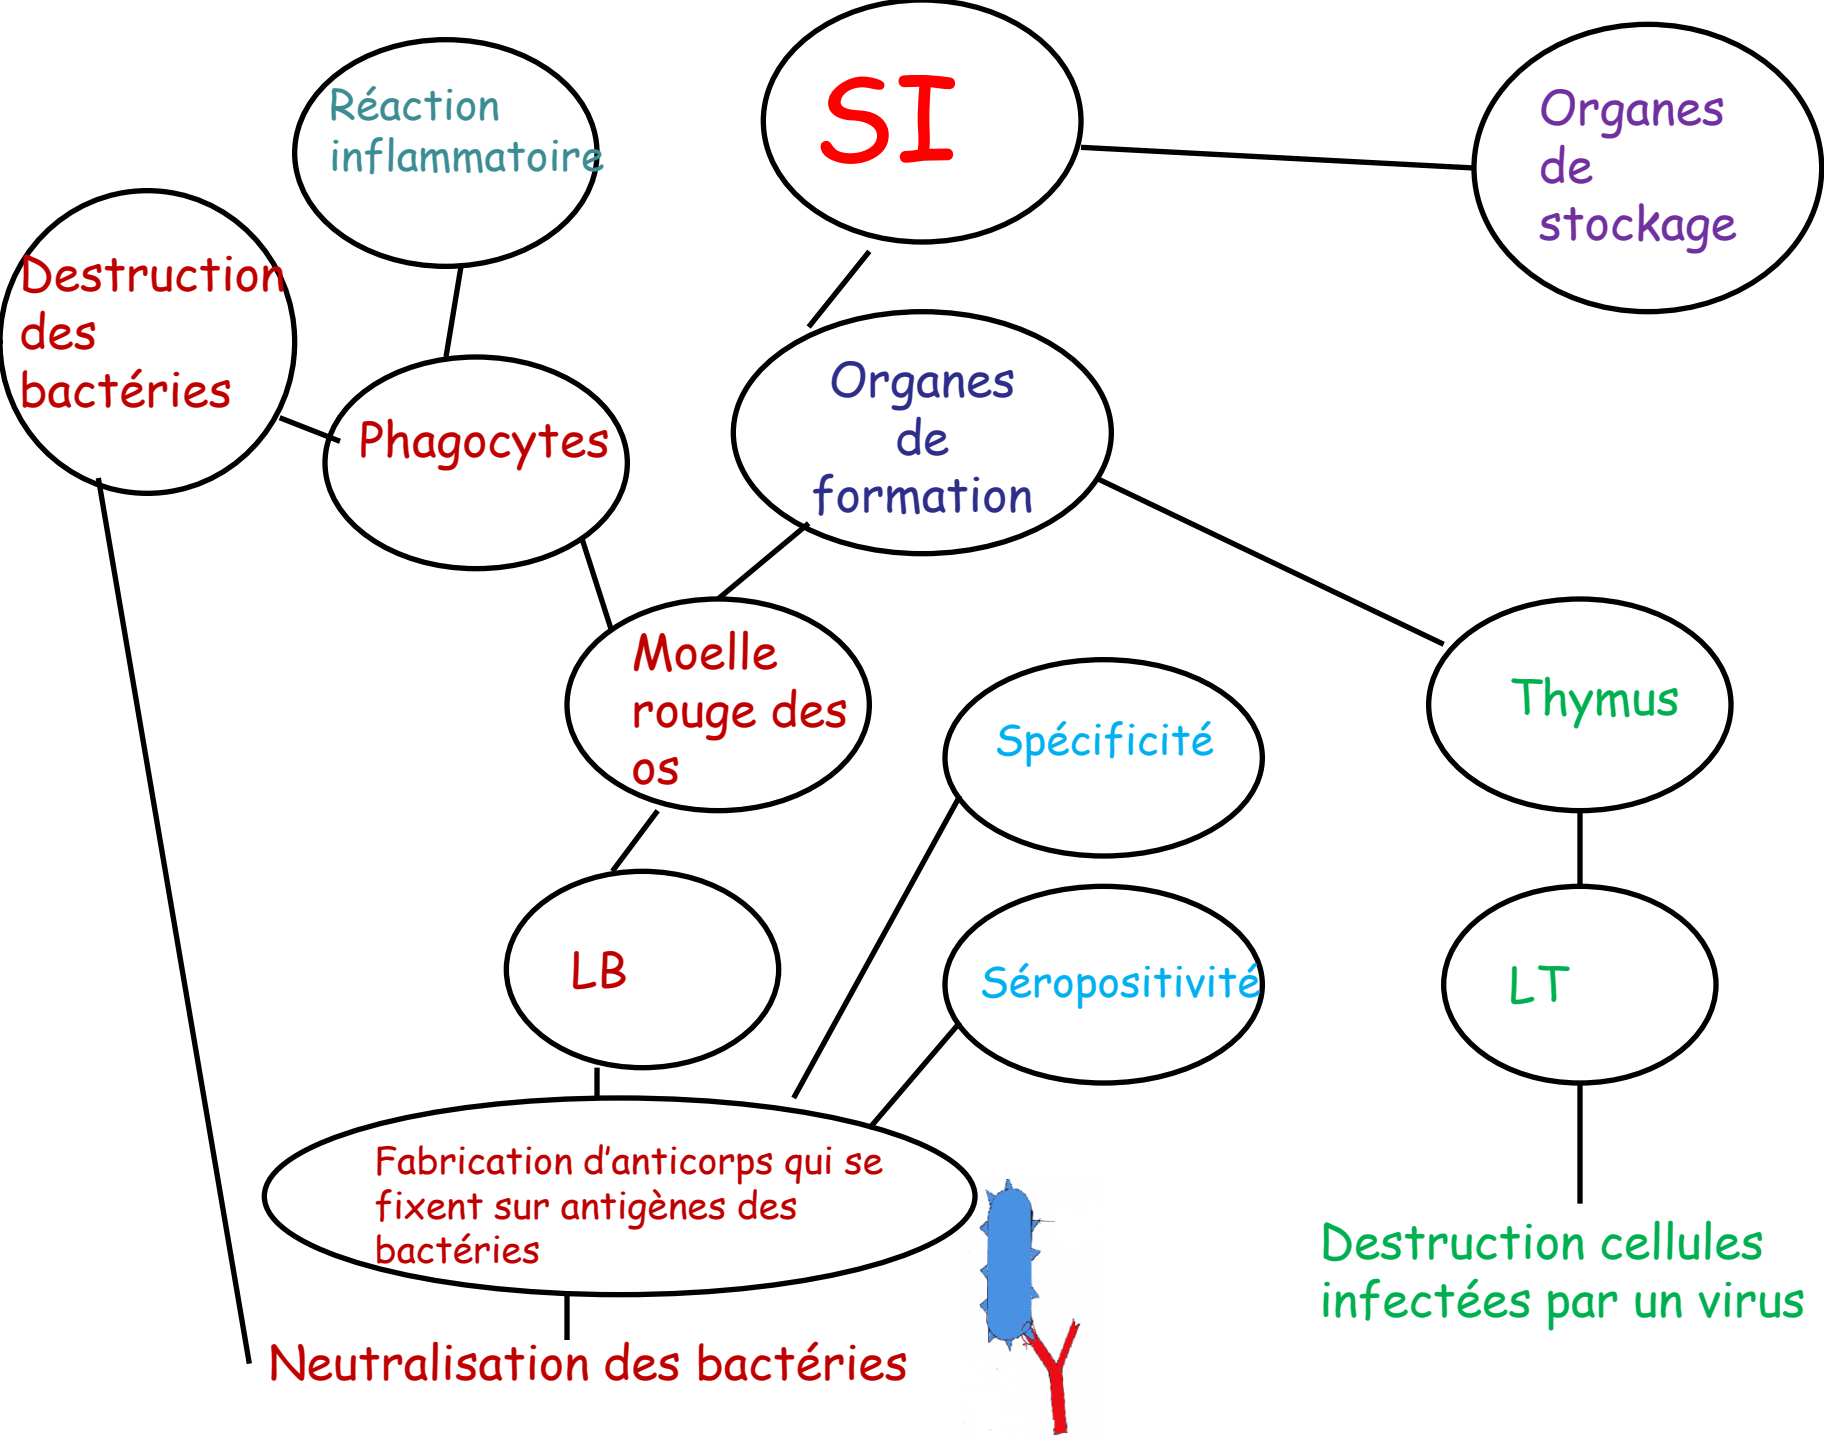 SI
Organes
de
stockage
Réaction
inflammatoire
Destruction
des
bactéries
Phagocytes
Organes
de
formation
Moelle
rouge des
os
Spécificité
Thymus
LB
Séropositivité
LT
Fabrication d’anticorps qui se
fixent sur antigènes des
bactéries
Destruction cellules
infectées par un virus
Neutralisation des bactéries